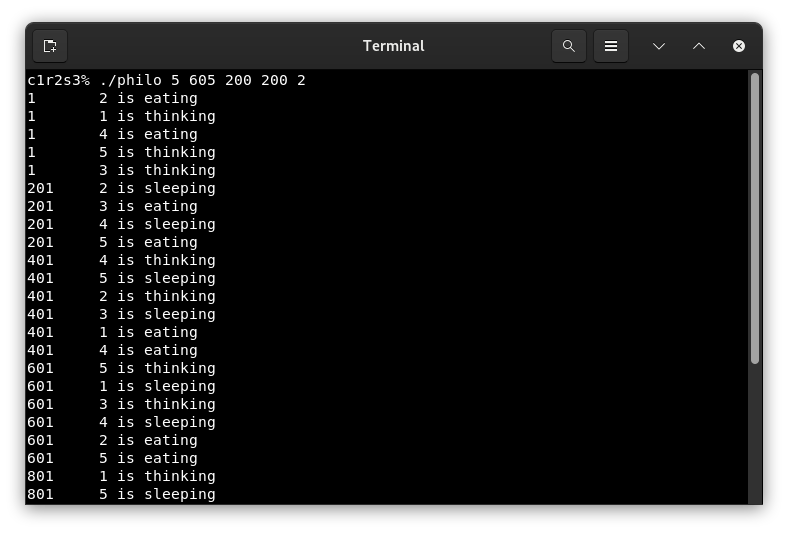 Terminal
c1r2s3% ./philo 5 605 200 200 2
1 2 is eating
1 1 is thinking
1 4 is eating
1 5 is thinking
1 3 is thinking
201 2 is sleeping
201 3 is eating
201 4 is sleeping
201 5 is eating
401 4 is thinking
401 5 is sleeping
401 2 is thinking
401 3 is sleeping
401 1 is eating
401 4 is eating
601 5 is thinking
601 1 is sleeping
601 3 is thinking
601 4 is sleeping
601 2 is eating
601 5 is eating
801 1 is thinking
801 5 is sleeping